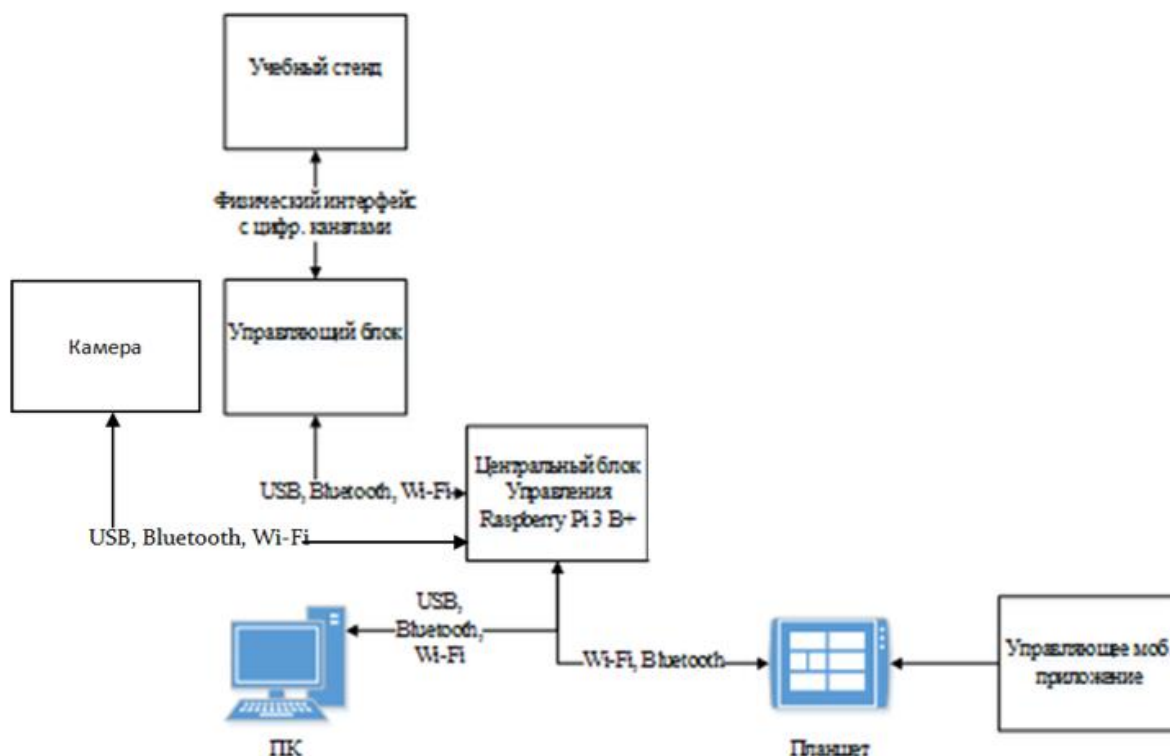 Учебный стенд
Физический интерфейс
с цифр. каналами
Камера
Управляющий блок
USB, Bluetooth, Wi-Fi
Центральный блок
Управления
Raspberry Pi 3 B+
USB, Bluetooth, Wi-Fi
USB,
Bluetooth,
Wi-Fi
Wi-Fi, Bluetooth
Управляющее моб.
приложение
ПК
Планшет